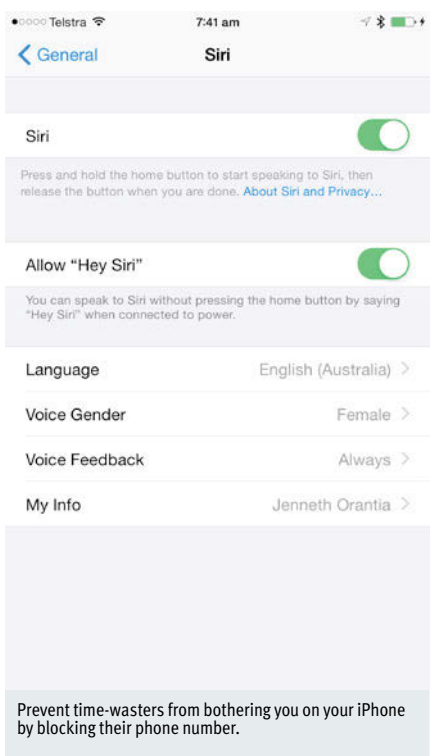 Telstra 7:41 am
General Siri
Siri
Press and hold the home button to start speaking to Siri, then
release the button when you are done. About Siri and Privacy...
Allow “Hey Siri”
You can speak to Siri without pressing the home button by saying
“Hey Siri” when connected to power.
Language English (Australia)
Voice Gender Female
Voice Feedback Always
My Info Jenneth Orantia
Prevent time-wasters from bothering you on your iPhone
by blocking their phone number.